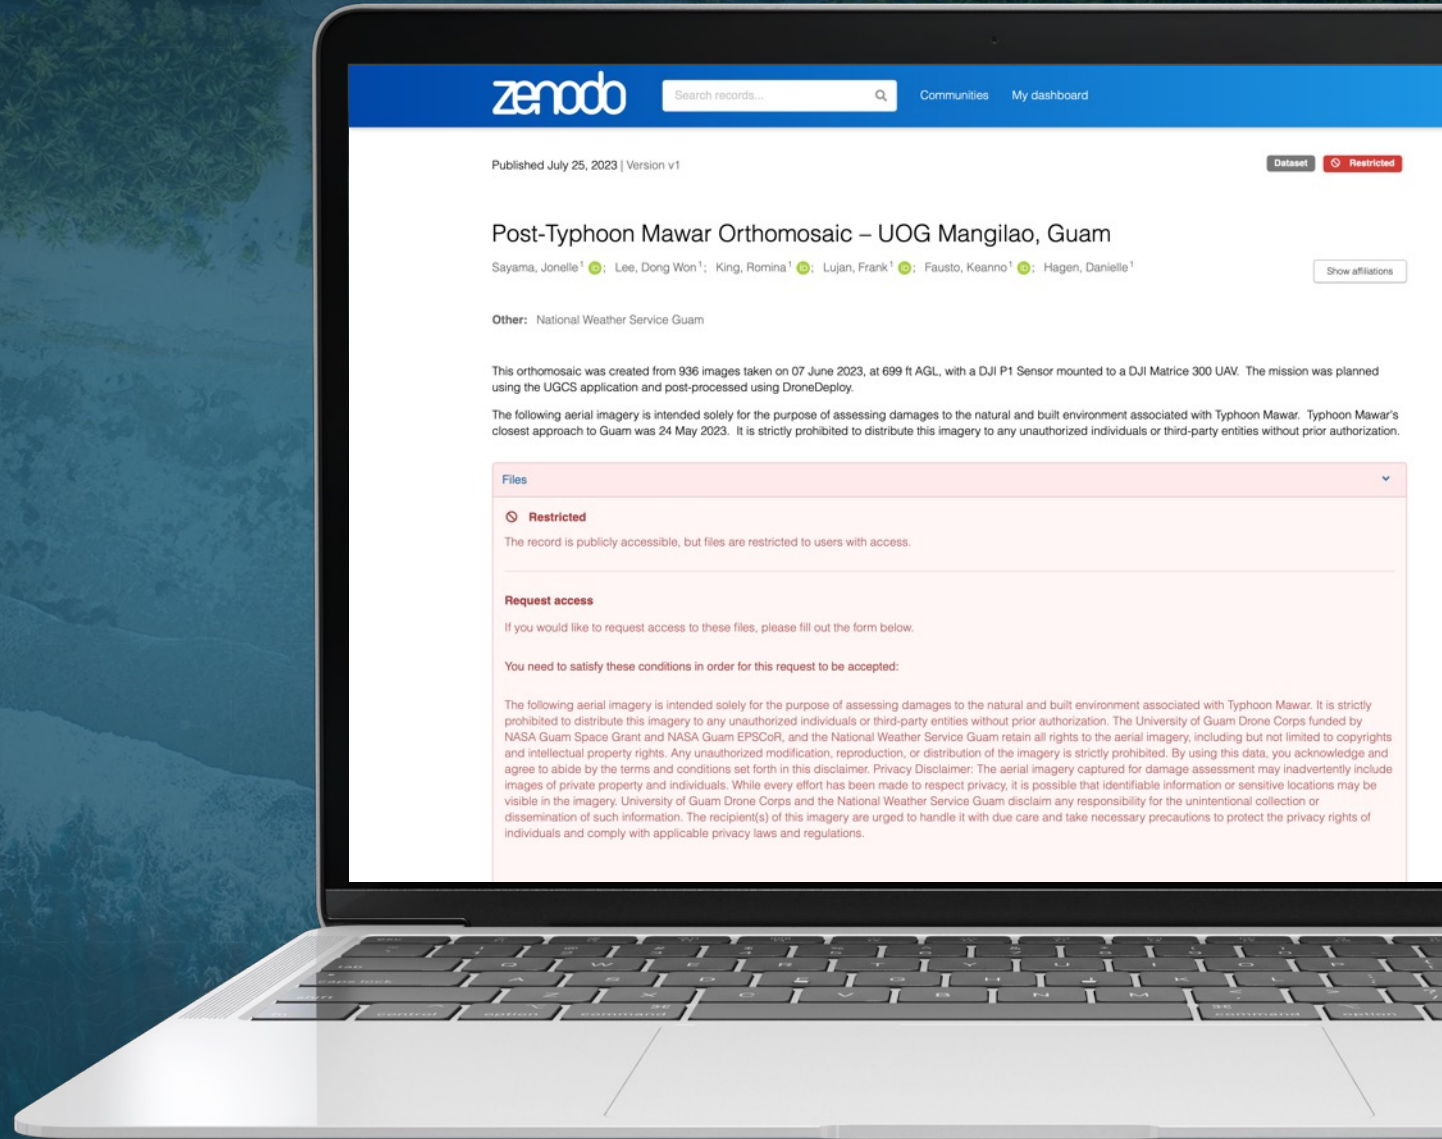 zenodo
Search records...
Communities
My dashboard
Published July 25, 2023 | Version v1
Dataset
Restricted
Post-Typhoon Mawar Orthomosaic – UOG Mangilao, Guam
Sayama, Jonelle¹ iD; Lee, Dong Won¹; King, Romina¹ iD; Lujan, Frank¹ iD; Fausto, Keanno¹ iD; Hagen, Danielle¹
Show affiliations
Other: National Weather Service Guam
This orthomosaic was created from 936 images taken on 07 June 2023, at 699 ft AGL, with a DJI P1 Sensor mounted to a DJI Matrice 300 UAV. The mission was planned
using the UGCS application and post-processed using DroneDeploy.
The following aerial imagery is intended solely for the purpose of assessing damages to the natural and built environment associated with Typhoon Mawar. Typhoon Mawar's
closest approach to Guam was 24 May 2023. It is strictly prohibited to distribute this imagery to any unauthorized individuals or third-party entities without prior authorization.
Files
Restricted
The record is publicly accessible, but files are restricted to users with access.
Request access
If you would like to request access to these files, please fill out the form below.
You need to satisfy these conditions in order for this request to be accepted:
The following aerial imagery is intended solely for the purpose of assessing damages to the natural and built environment associated with Typhoon Mawar. It is strictly
prohibited to distribute this imagery to any unauthorized individuals or third-party entities without prior authorization. The University of Guam Drone Corps funded by
NASA Guam Space Grant and NASA Guam EPSCoR, and the National Weather Service Guam retain all rights to the aerial imagery, including but not limited to copyrights
and intellectual property rights. Any unauthorized modification, reproduction, or distribution of the imagery is strictly prohibited. By using this data, you acknowledge and
agree to abide by the terms and conditions set forth in this disclaimer. Privacy Disclaimer: The aerial imagery captured for damage assessment may inadvertently include
images of private property and individuals. While every effort has been made to respect privacy, it is possible that identifiable information or sensitive locations may be
visible in the imagery. University of Guam Drone Corps and the National Weather Service Guam disclaim any responsibility for the unintentional collection or
dissemination of such information. The recipient(s) of this imagery are urged to handle it with due care and take necessary precautions to protect the privacy rights of
individuals and comply with applicable privacy laws and regulations.
tab Q W E R T Y U I O P
caps lock A S D F G H J K L
shift Z X C V B N M
fn control option command command option